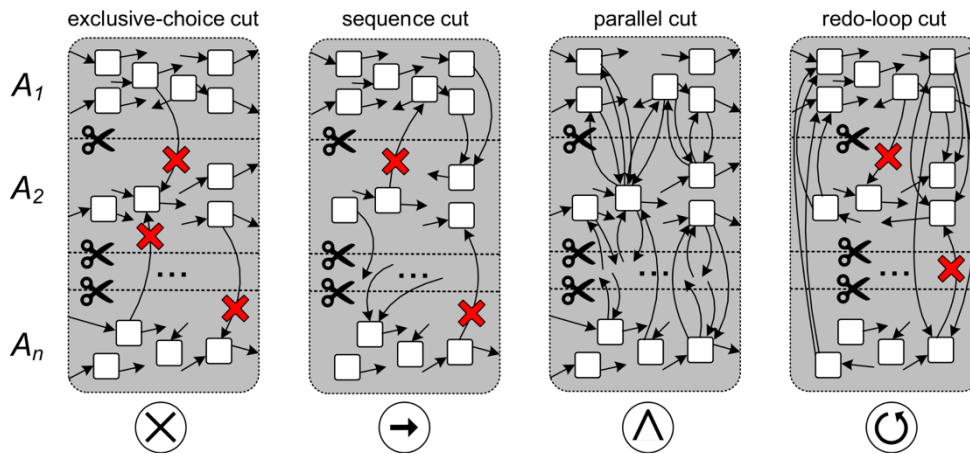 exclusive-choice cut sequence cut parallel cut redo-loop cut
A1
A2
...
... ... ...
An
× → ∧ ↻